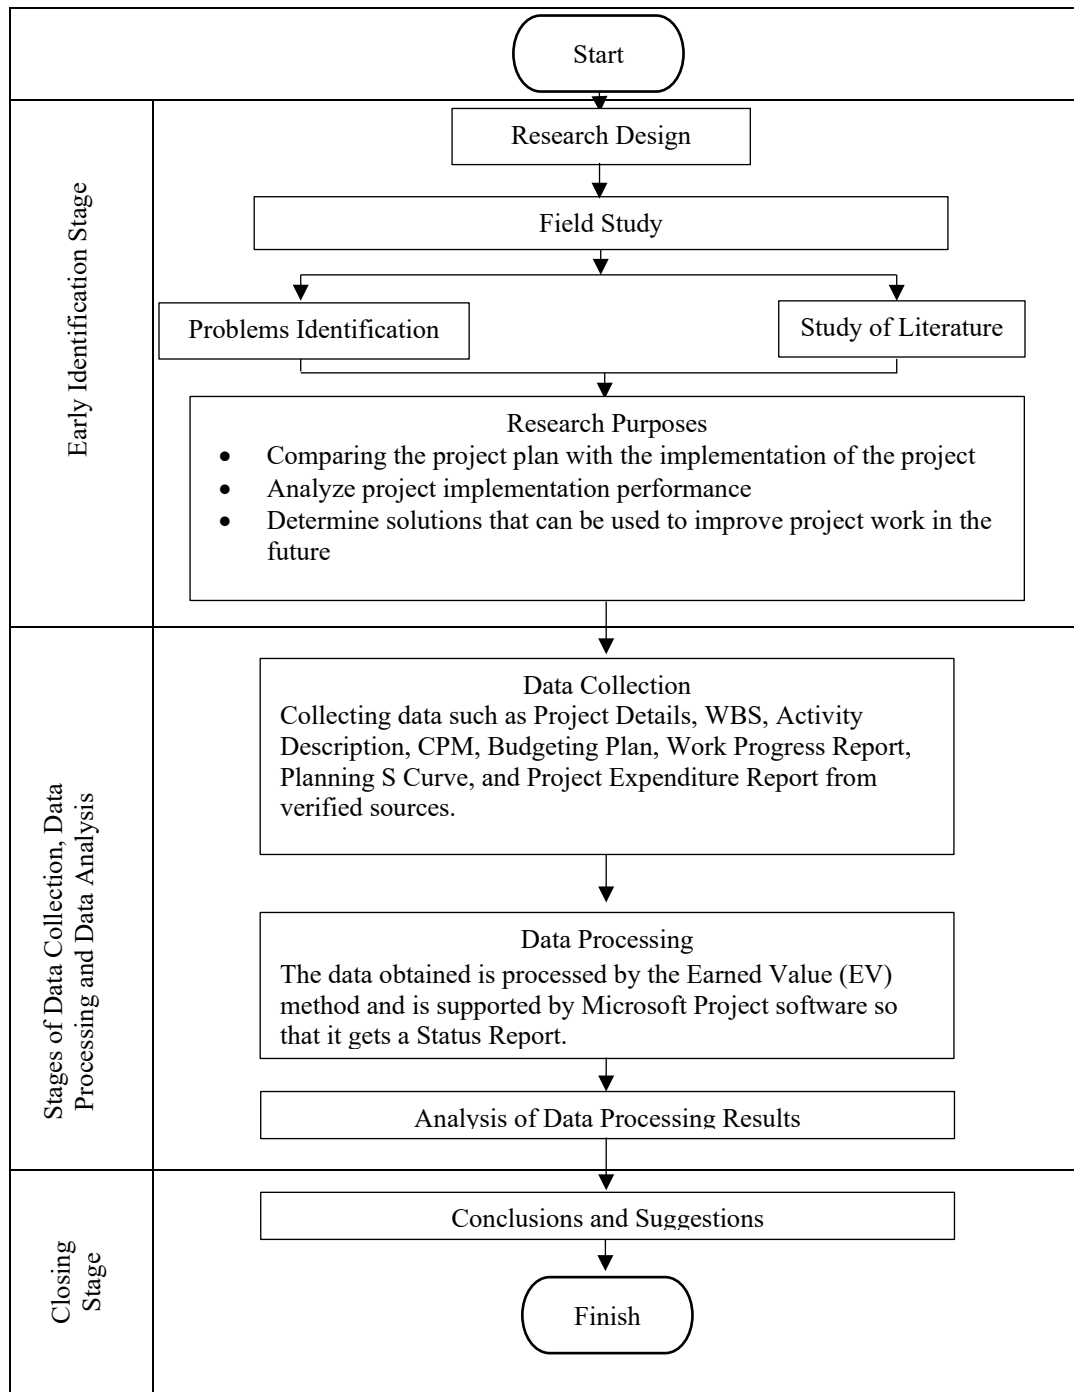 Start
Early Identification Stage
Research Design
Field Study
Problems Identification
Study of Literature
Research Purposes
• Comparing the project plan with the implementation of the project
• Analyze project implementation performance
• Determine solutions that can be used to improve project work in the
future
Stages of Data Collection, Data
Processing and Data Analysis
Data Collection
Collecting data such as Project Details, WBS, Activity
Description, CPM, Budgeting Plan, Work Progress Report,
Planning S Curve, and Project Expenditure Report from
verified sources.
Data Processing
The data obtained is processed by the Earned Value (EV)
method and is supported by Microsoft Project software so
that it gets a Status Report.
Analysis of Data Processing Results
Closing
Stage
Conclusions and Suggestions
Finish